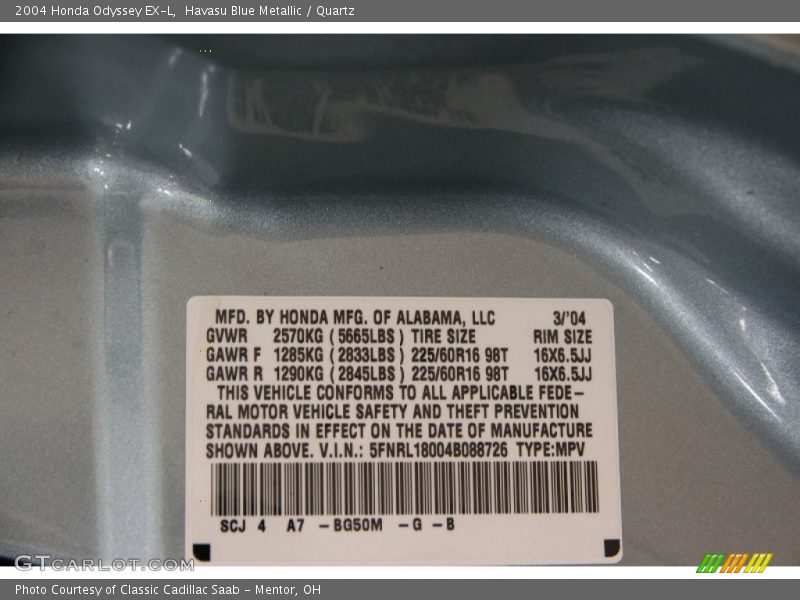 2004 Honda Odyssey EX-L,  Havasu Blue Metallic / Quartz
MFD. BY HONDA MFG. OF ALABAMA, LLC 3/'04
GVWR 2570KG ( 5665LBS ) TIRE SIZE RIM SIZE
GAWR F 1285KG ( 2833LBS ) 225/60R16 98T 16X6.5JJ
GAWR R 1290KG ( 2845LBS ) 225/60R16 98T 16X6.5JJ
THIS VEHICLE CONFORMS TO ALL APPLICABLE FEDE-
RAL MOTOR VEHICLE SAFETY AND THEFT PREVENTION
STANDARDS IN EFFECT ON THE DATE OF MANUFACTURE
SHOWN ABOVE. V.I.N.: 5FNRL18004B088726 TYPE:MPV
SCJ 4 A7 -BG50M -G -B
GTcarlot.com
Photo Courtesy of Classic Cadillac Saab - Mentor, OH